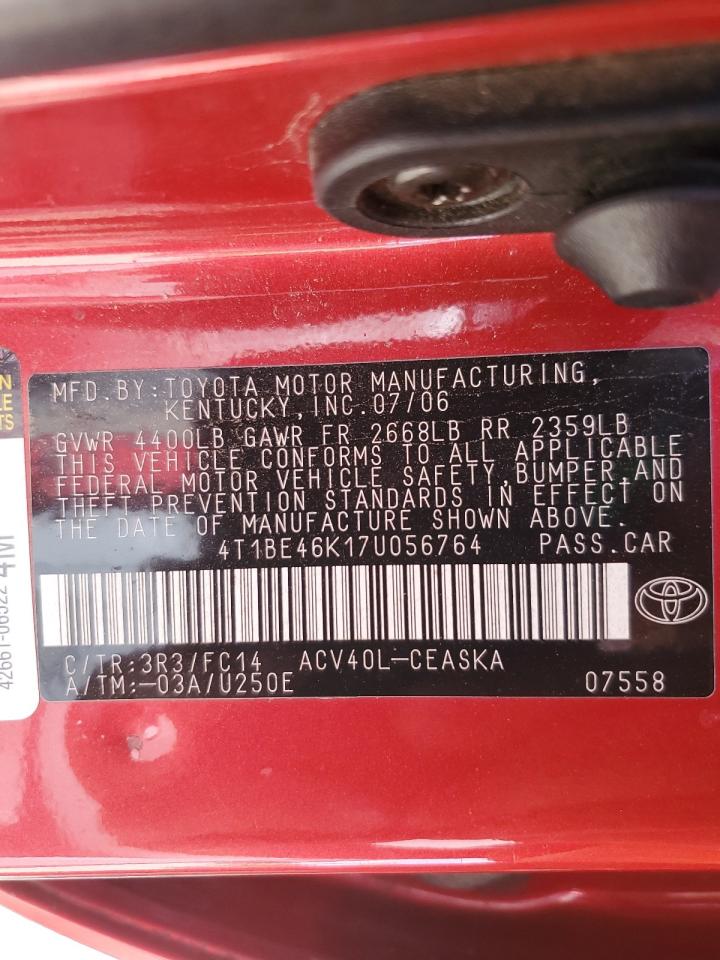 MFD. BY: TOYOTA MOTOR MANUFACTURING,
KENTUCKY, INC. 07/06
GVWR 4400LB GAWR FR 2668LB RR 2359LB
THIS VEHICLE CONFORMS TO ALL APPLICABLE
FEDERAL MOTOR VEHICLE SAFETY, BUMPER, AND
THEFT PREVENTION STANDARDS IN EFFECT ON
THE DATE OF MANUFACTURE SHOWN ABOVE.
4T1BE46K17U056764 PASS. CAR
C/TR: 3R3/FC14 ACV40L-CEASKA
A/TM: -03A/U250E 07558
42661-06522